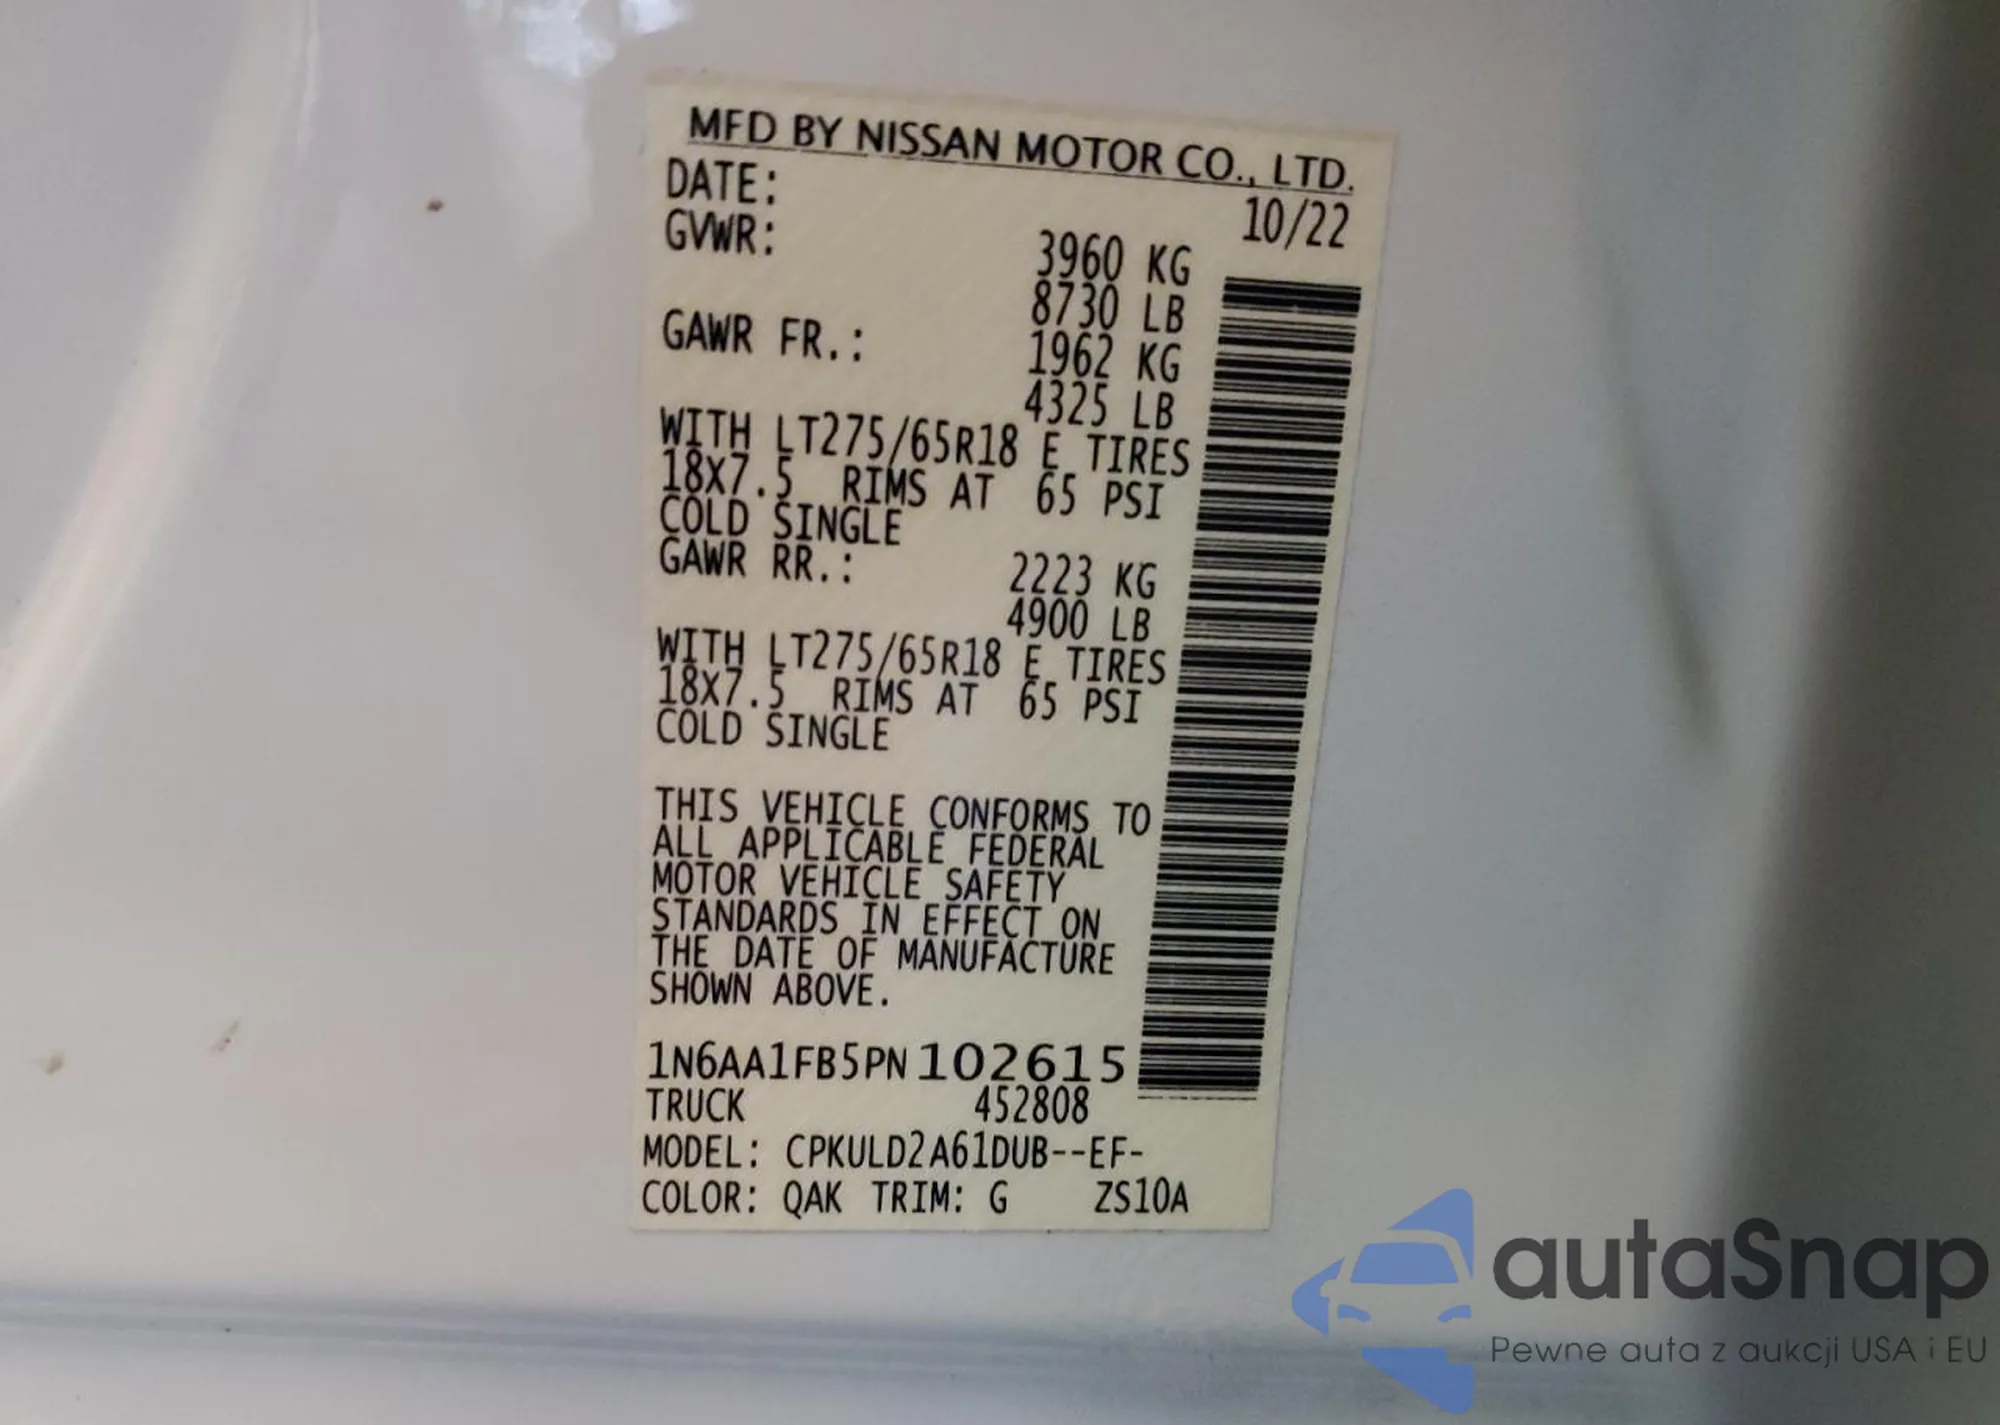 MFD BY NISSAN MOTOR CO., LTD.
DATE: 10/22
GVWR: 3960 KG
8730 LB
GAWR FR.: 1962 KG
4325 LB
WITH LT275/65R18 E TIRES
18X7.5 RIMS AT 65 PSI
COLD SINGLE
GAWR RR.: 2223 KG
4900 LB
WITH LT275/65R18 E TIRES
18X7.5 RIMS AT 65 PSI
COLD SINGLE
THIS VEHICLE CONFORMS TO
ALL APPLICABLE FEDERAL
MOTOR VEHICLE SAFETY
STANDARDS IN EFFECT ON
THE DATE OF MANUFACTURE
SHOWN ABOVE.
1N6AA1FB5PN102615
TRUCK 452808
MODEL: CPKULD2A61DUB--EF-
COLOR: QAK TRIM: G ZS10A
autaSnap
Pewne auta z aukcji USA i EU